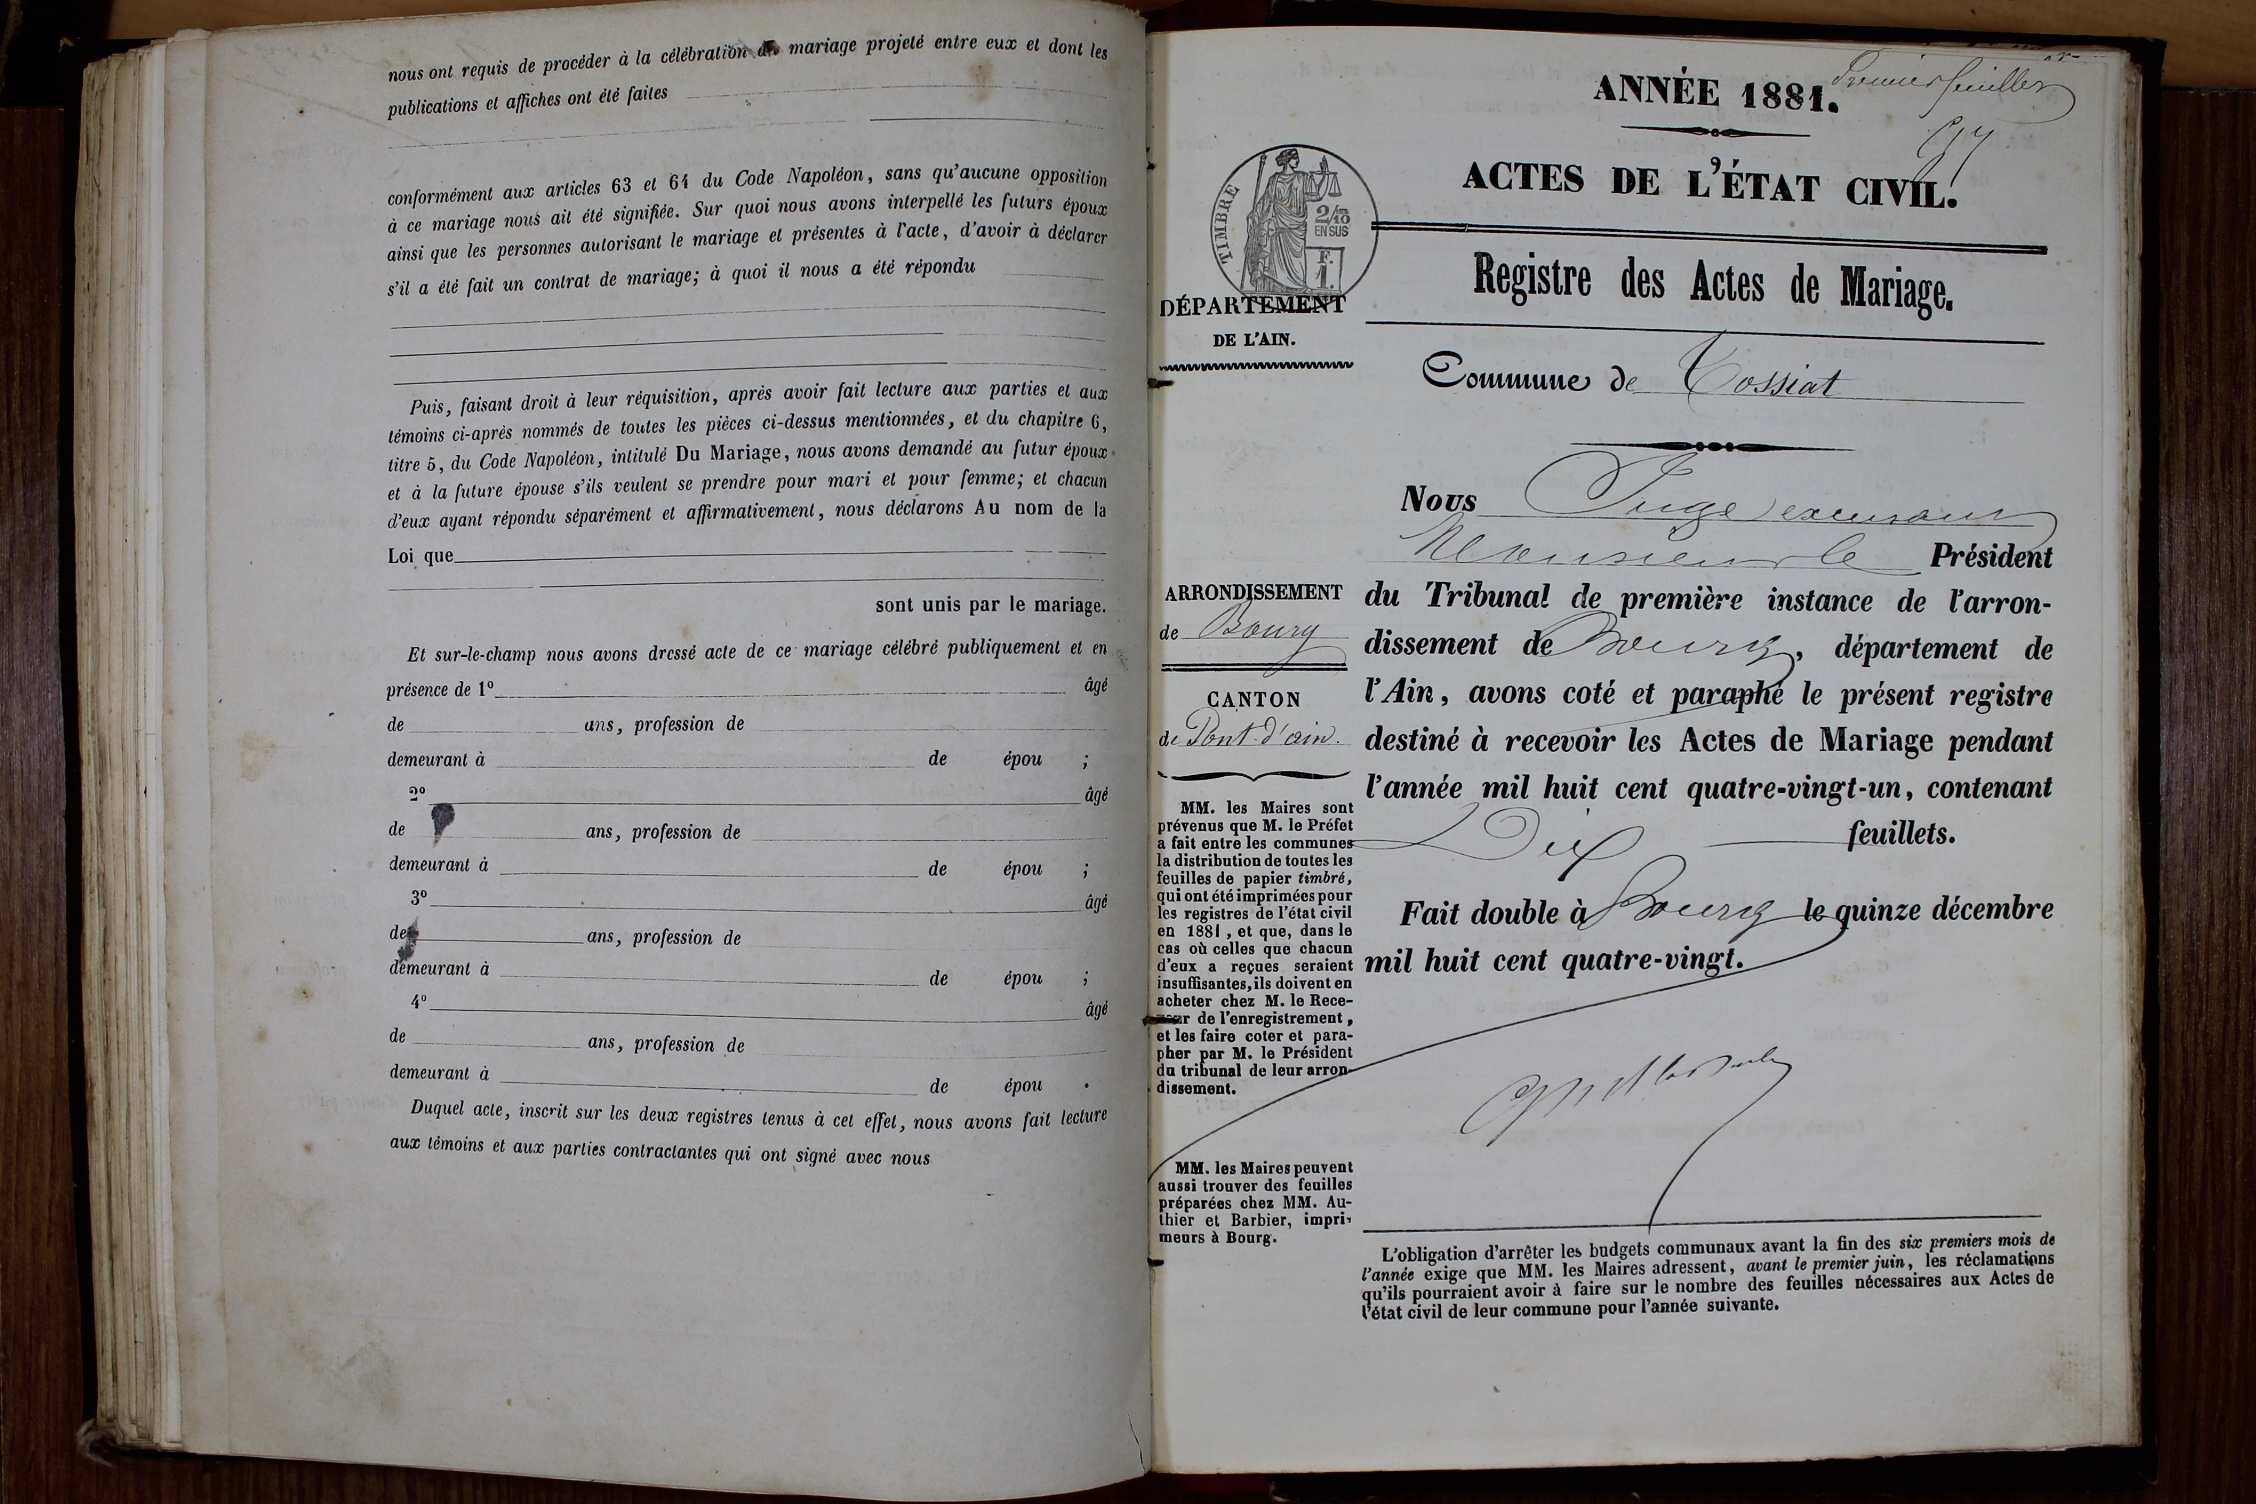 nous ont requis de procéder à la célébration du mariage projeté entre eux et dont les
publications et affiches ont été faites
conformément aux articles 63 et 64 du Code Napoléon, sans qu'aucune opposition
à ce mariage nous ait été signifiée. Sur quoi nous avons interpellé les futurs époux
ainsi que les personnes autorisant le mariage et présentes à l'acte, d'avoir à déclarer
s'il a été fait un contrat de mariage; à quoi il nous a été répondu
Puis, faisant droit à leur réquisition, après avoir fait lecture aux parties et aux
témoins ci-après nommés de toutes les pièces ci-dessus mentionnées, et du chapitre 6,
titre 5, du Code Napoléon, intitulé Du Mariage, nous avons demandé au futur époux
et à la future épouse s'ils veulent se prendre pour mari et pour femme; et chacun
d'eux ayant répondu séparément et affirmativement, nous déclarons Au nom de la
Loi que
sont unis par le mariage.
Et sur-le-champ nous avons dressé acte de ce mariage célébré publiquement et en
présence de 1º âgé
de ans, profession de
demeurant à de épou ;
2º âgé
de ans, profession de
demeurant à de épou ;
3º âgé
de ans, profession de
demeurant à de épou ;
4º âgé
de ans, profession de
demeurant à de épou .
Duquel acte, inscrit sur les deux registres tenus à cet effet, nous avons fait lecture
aux témoins et aux parties contractantes qui ont signé avec nous
Premier feuillet
ANNÉE 1881.
ACTES DE L'ÉTAT CIVIL.
TIMBRE
2/10
EN SUS
F.
1.
Registre des Actes de Mariage.
DÉPARTEMENT
DE L'AIN.
Commune de Tossiat
ARRONDISSEMENT
de Bourg
CANTON
de Pont-d'ain.
MM. les Maires sont
prévenus que M. le Préfet
a fait entre les communes
la distribution de toutes les
feuilles de papier timbré,
qui ont été imprimées pour
les registres de l'état civil
en 1881, et que, dans le
cas où celles que chacun
d'eux a reçues seraient
insuffisantes, ils doivent en
acheter chez M. le Rece-
veur de l'enregistrement,
et les faire coter et para-
pher par M. le Président
du tribunal de leur arron-
dissement.
MM. les Maires peuvent
aussi trouver des feuilles
préparées chez MM. Au-
thier et Barbier, impri-
meurs à Bourg.
Nous Juge
Monsieur le Président
du Tribunal de première instance de l'arron-
dissement de Bourg, département de
l'Ain, avons coté et paraphé le présent registre
destiné à recevoir les Actes de Mariage pendant
l'année mil huit cent quatre-vingt-un, contenant
Dix feuillets.
Fait double à Bourg le quinze décembre
mil huit cent quatre-vingt.
L'obligation d'arrêter les budgets communaux avant la fin des six premiers mois de
l'année exige que MM. les Maires adressent, avant le premier juin, les réclamations
qu'ils pourraient avoir à faire sur le nombre des feuilles nécessaires aux Actes de
l'état civil de leur commune pour l'année suivante.